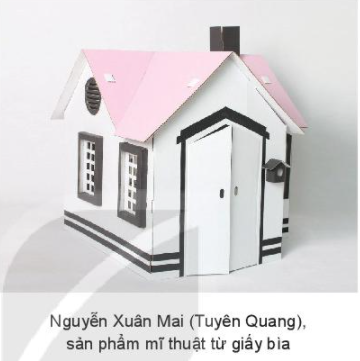 Nguyễn Xuân Mai (Tuyên Quang),
sản phẩm mĩ thuật từ giấy bìa